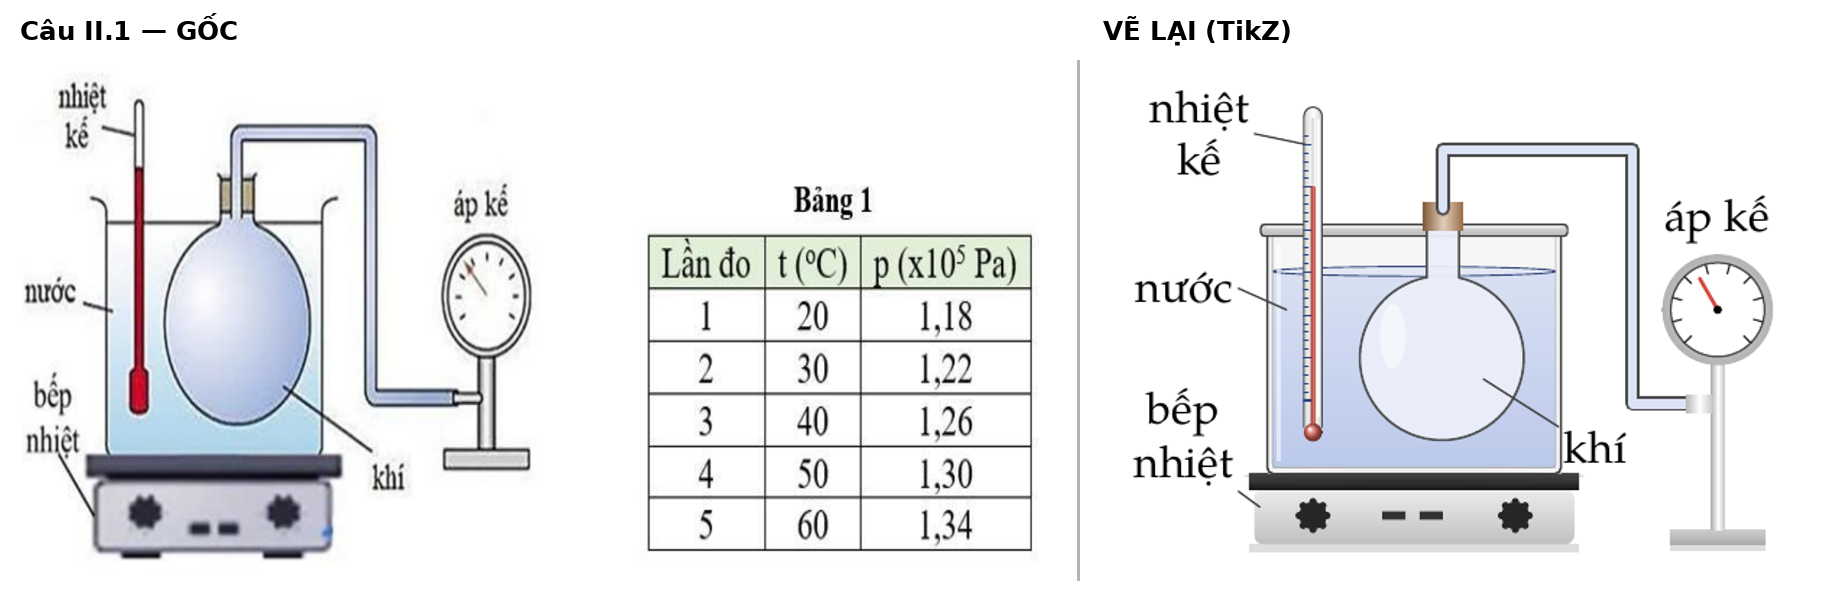 Câu II.1 — GỐC
nhiệt
kế
nước
bếp
nhiệt
khí
áp kế
Bảng 1
Lần đo t (°C) p (x10⁵ Pa)
1 20 1,18
2 30 1,22
3 40 1,26
4 50 1,30
5 60 1,34
VẼ LẠI (TikZ)
nhiệt
kế
nước
bếp
nhiệt
khí
áp kế